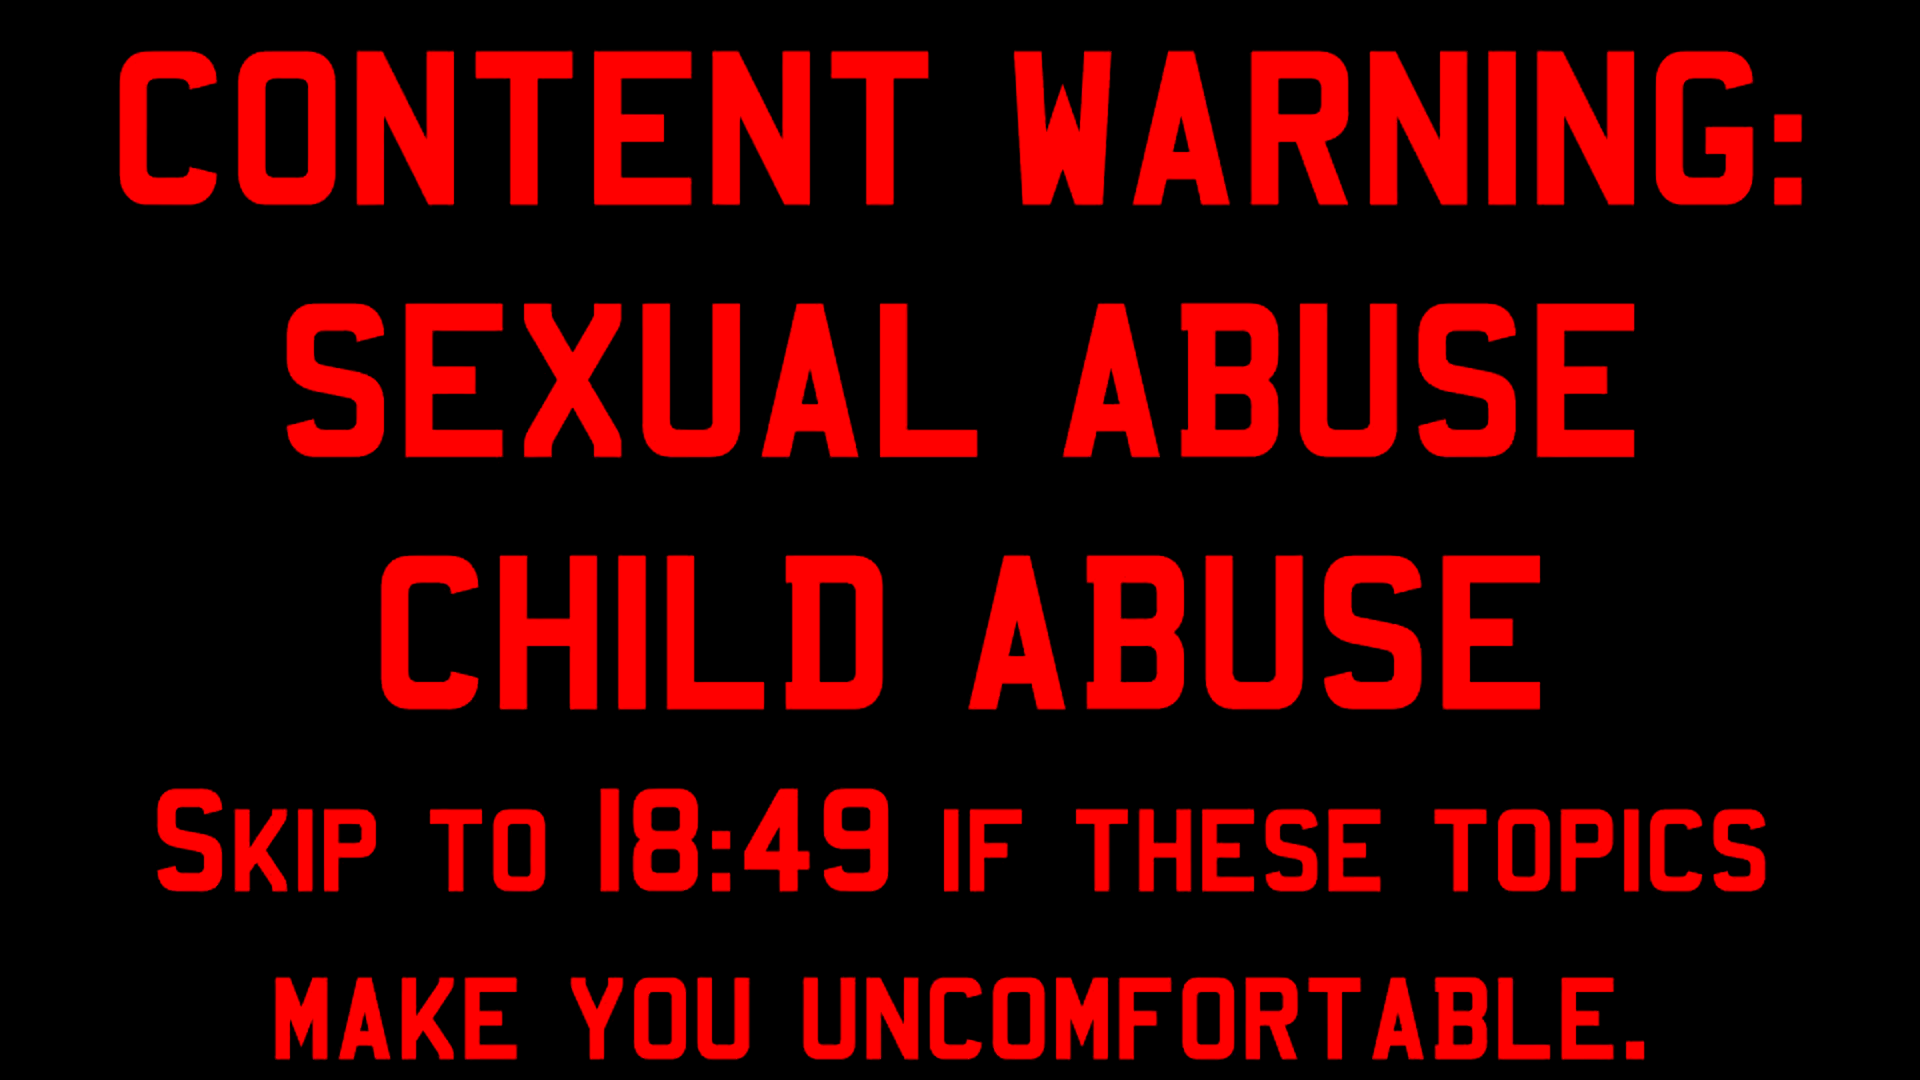 CONTENT WARNING:
SEXUAL ABUSE
CHILD ABUSE
SKIP TO 18:49 IF THESE TOPICS
MAKE YOU UNCOMFORTABLE.